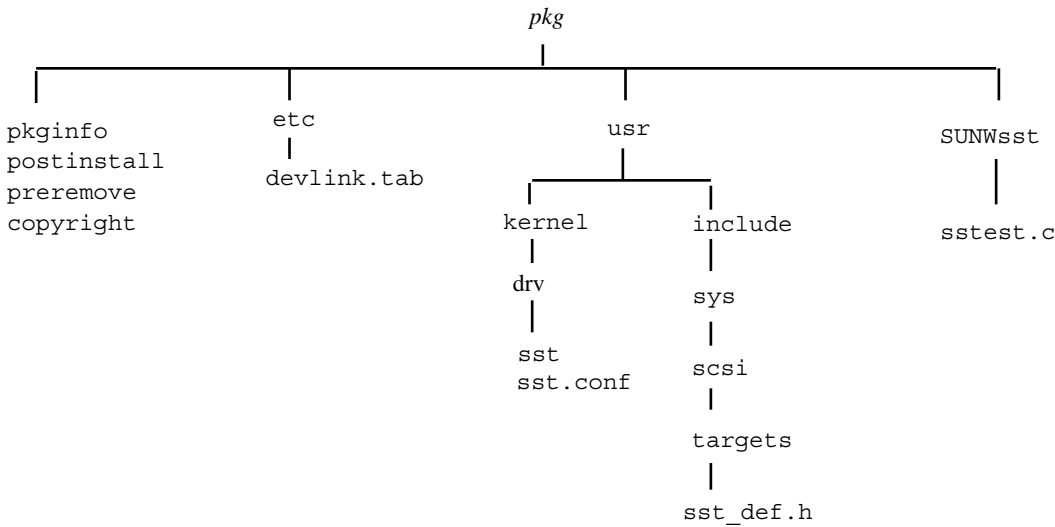 pkg
pkginfo
postinstall
preremove
copyright
etc
devlink.tab
usr
kernel
drv
sst
sst.conf
include
sys
scsi
targets
sst_def.h
SUNWsst
sstest.c